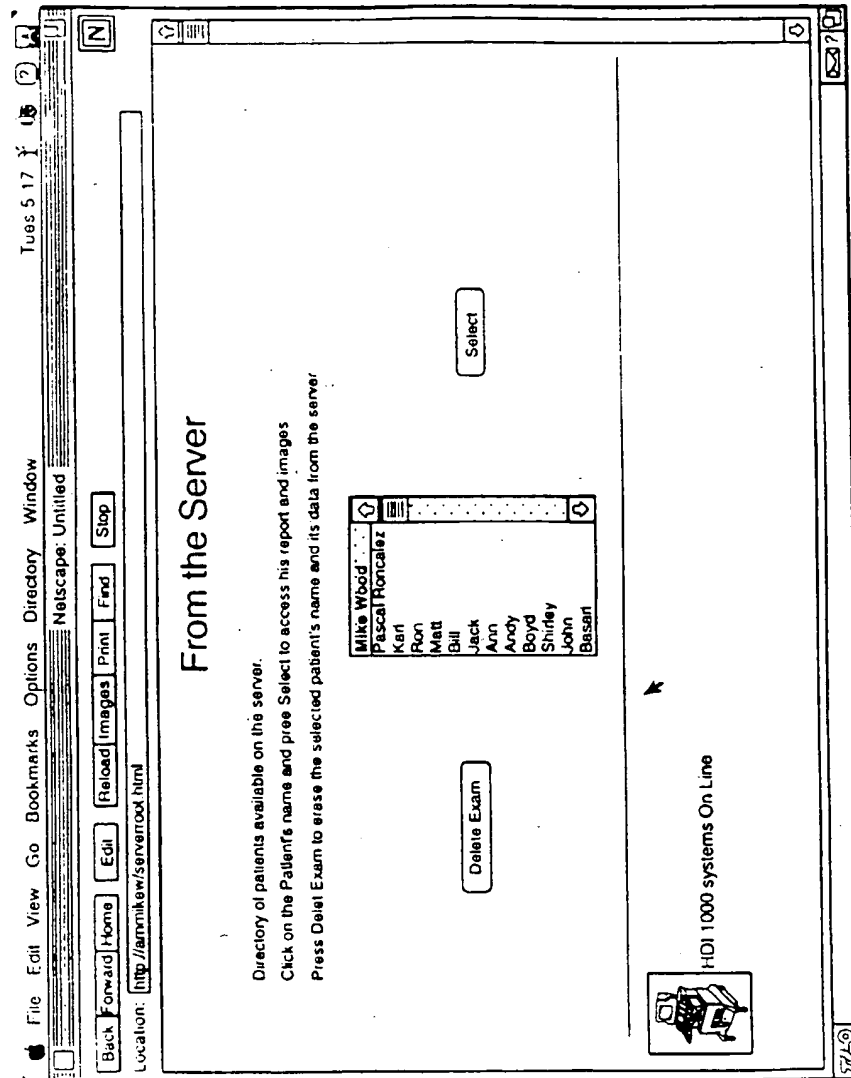 File Edit View Go Bookmarks Options Directory Window Tues 5 17 ?
Netscape: Untitled
Back Forward Home Edit Reload Images Print Find Stop
N
Location: http://ammikew/serverroot.html
From the Server
Directory of patients available on the server.
Click on the Patient's name and pree Select to access his report and images
Press Delet Exam to erase the selected patient's name and its data from the server
Mike Wood
Pascal Roncalez
Karl
Ron
Matt
Bill
Jack
Ann
Andy
Boyd
Shirley
John
Basari
Delete Exam
Select
HDI 1000 systems On Line
?